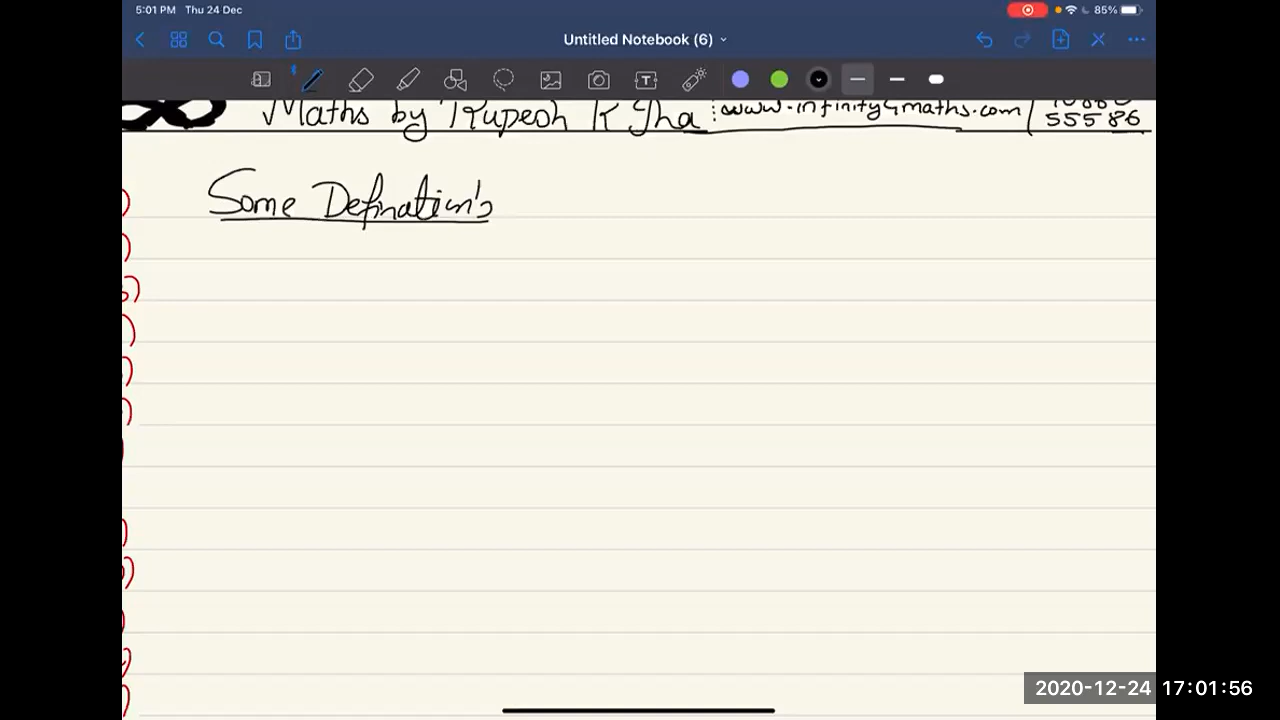 5:01 PM Thu 24 Dec
85%
Untitled Notebook (6)
Maths by Rupesh K Jha
www.infinity4maths.com
55586
Some Defination's
2020-12-24 17:01:56